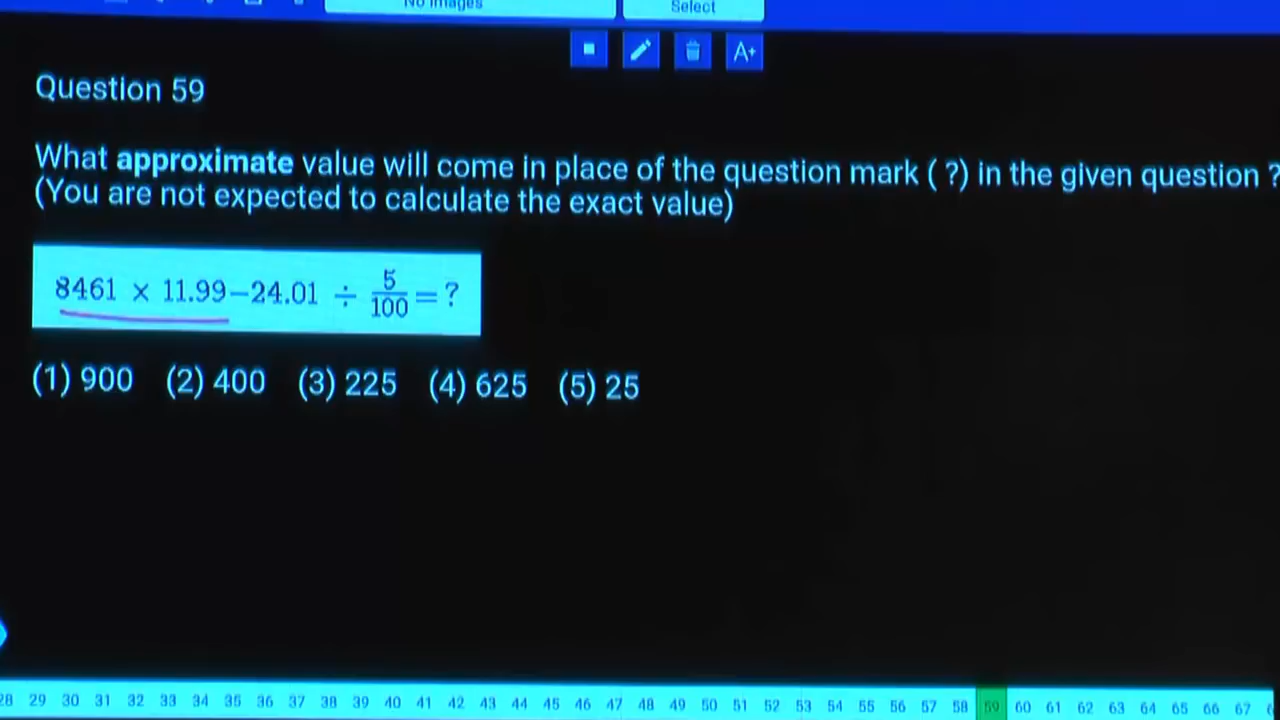 No images
Select
A+
Question 59
What approximate value will come in place of the question mark ( ?) in the given question ?
(You are not expected to calculate the exact value)
8461 × 11.99−24.01 ÷ 5/100 = ?
(1) 900 (2) 400 (3) 225 (4) 625 (5) 25
28 29 30 31 32 33 34 35 36 37 38 39 40 41 42 43 44 45 46 47 48 49 50 51 52 53 54 55 56 57 58 59 60 61 62 63 64 65 66 67